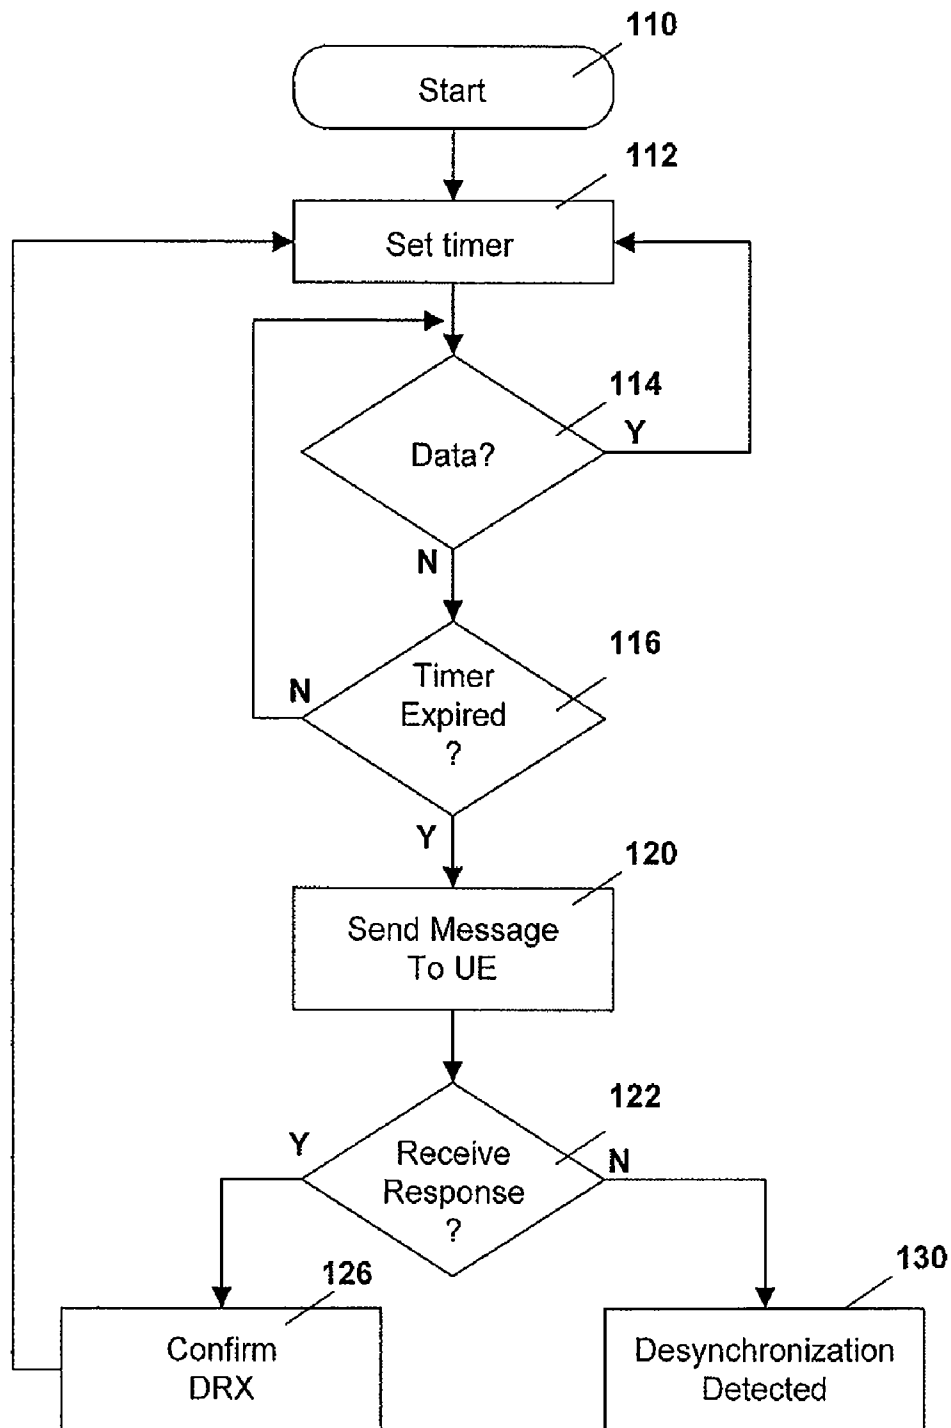 110
Start
112
Set timer
114
Y
Data?
N
116
N
Timer
Expired
?
Y
120
Send Message
To UE
122
Y
N
Receive
Response
?
126
130
Confirm
DRX
Desynchronization
Detected